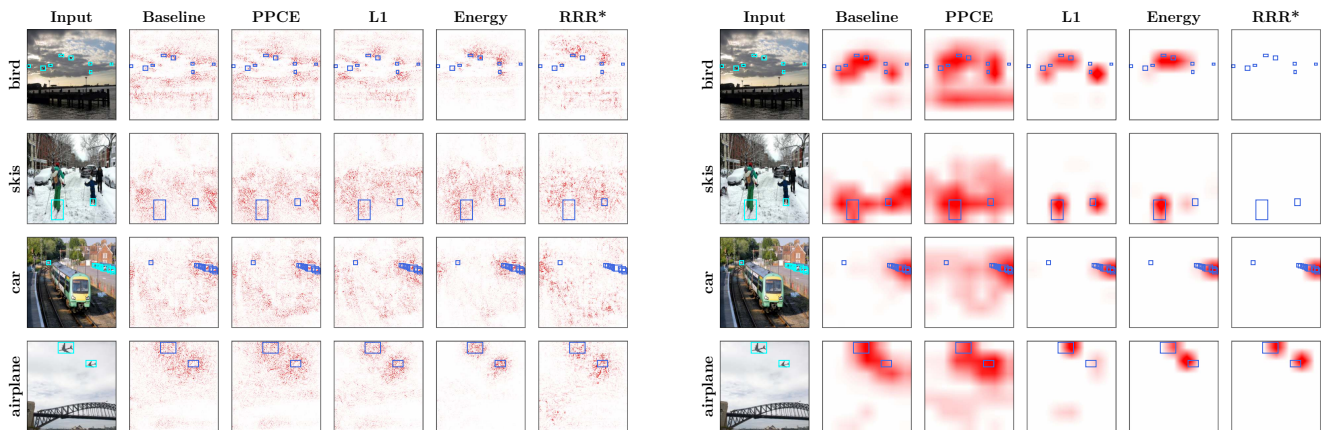 Input Baseline PPCE L1 Energy RRR*
bird
skis
car
airplane
Input Baseline PPCE L1 Energy RRR*
bird
skis
car
airplane